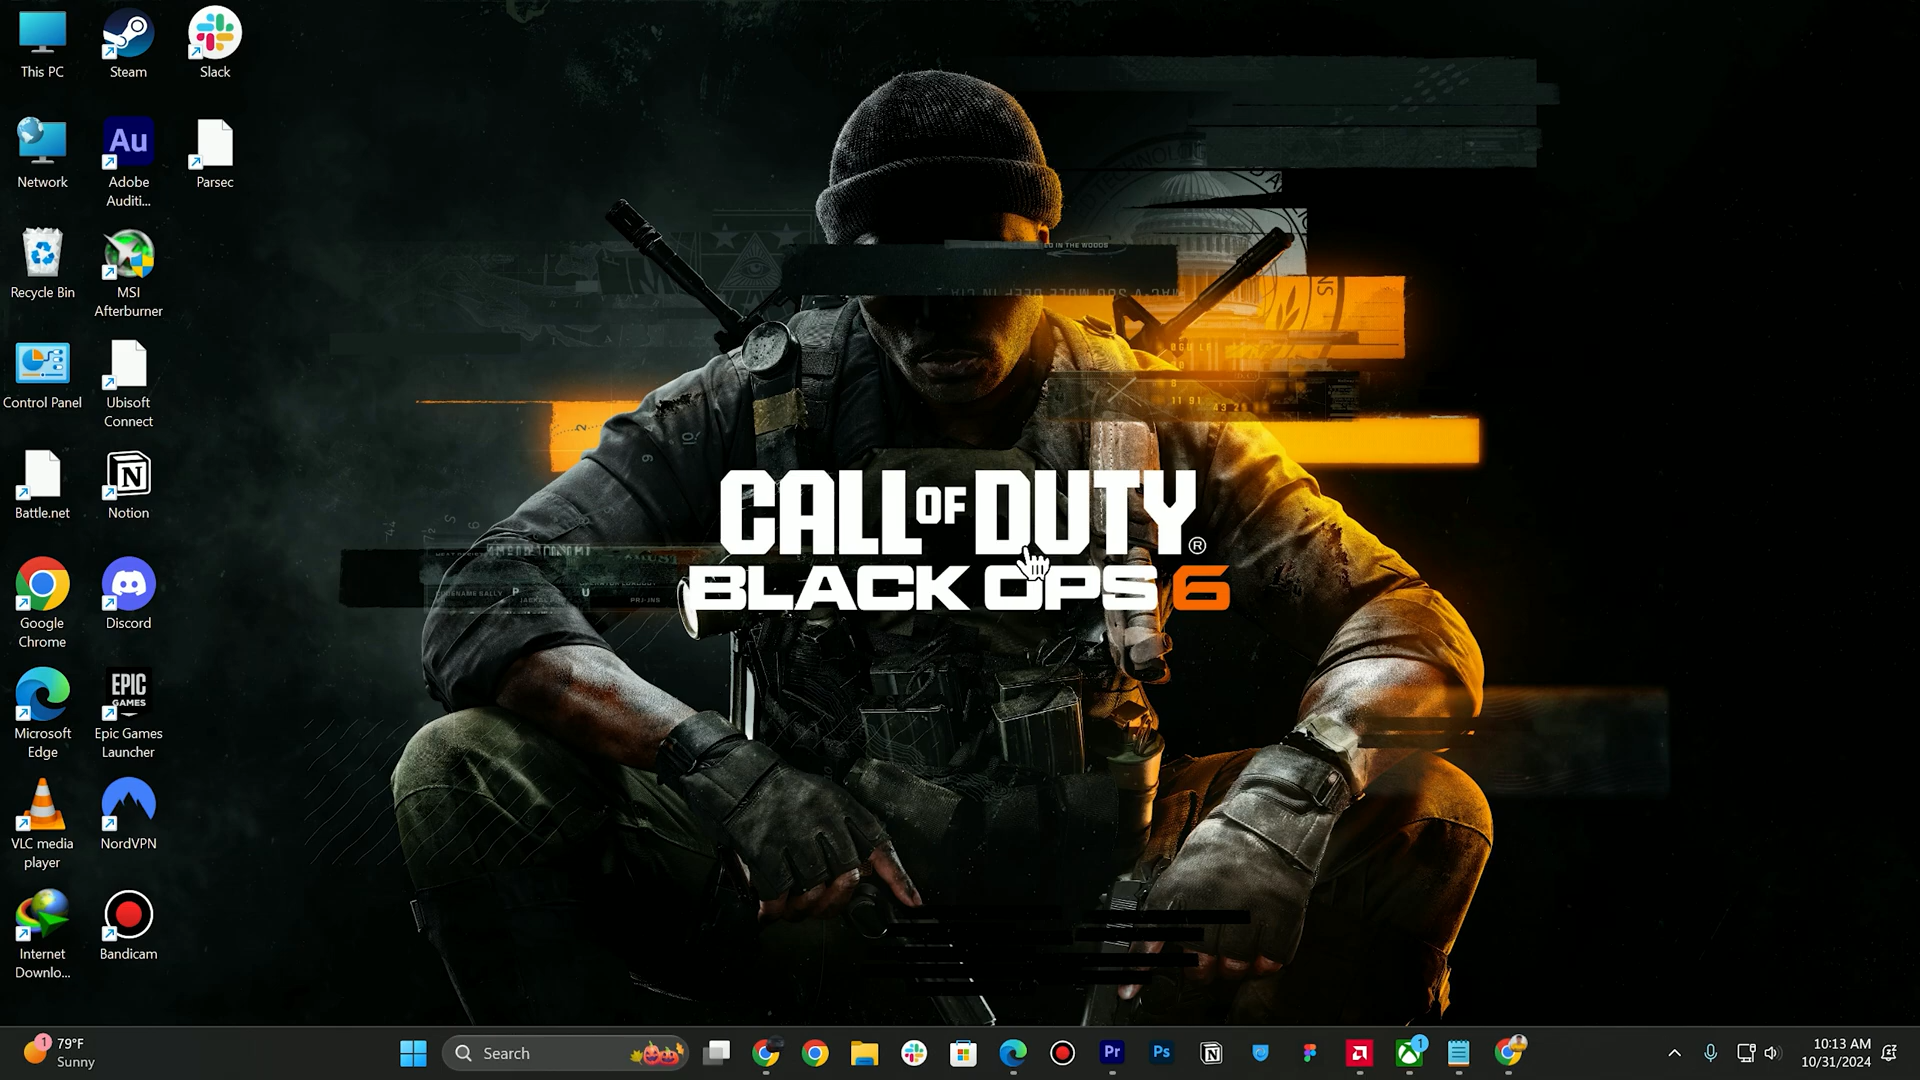 This PC
Steam
Slack
Network
Au
Adobe
Auditi...
Parsec
Recycle Bin
MSI
Afterburner
Control Panel
Ubisoft
Connect
Battle.net
N
Notion
Google
Chrome
Discord
Microsoft
Edge
EPIC
GAMES
Epic Games
Launcher
VLC media
player
NordVPN
Internet
Downlo...
Bandicam
CALL OF DUTY®
BLACK OPS 6
1
79°F
Sunny
Search
Pr
Ps
N
1
10:13 AM
10/31/2024